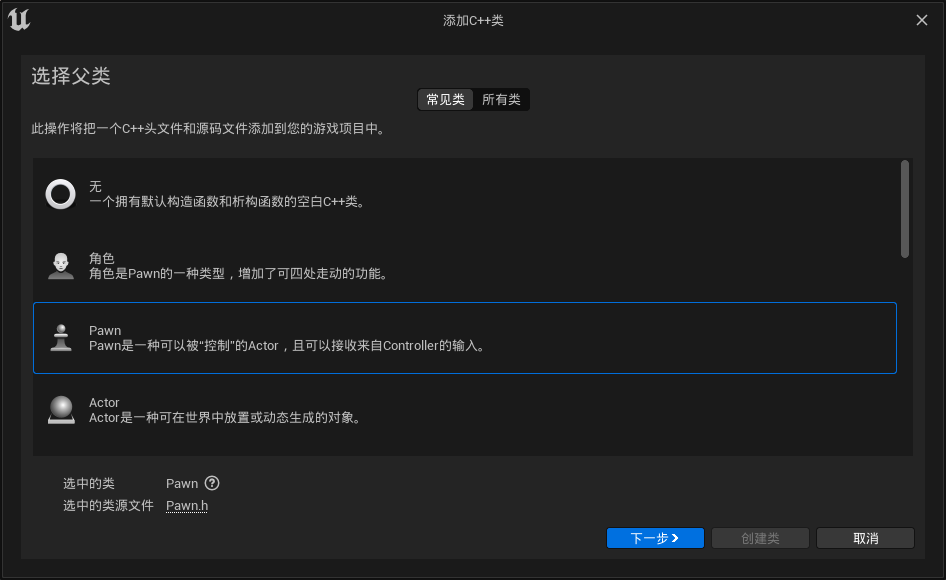 添加C++类
选择父类
常见类 所有类
此操作将把一个C++头文件和源码文件添加到您的游戏项目中。
无
一个拥有默认构造函数和析构函数的空白C++类。
角色
角色是Pawn的一种类型，增加了可四处走动的功能。
Pawn
Pawn是一种可以被“控制”的Actor，且可以接收来自Controller的输入。
Actor
Actor是一种可在世界中放置或动态生成的对象。
选中的类 Pawn
选中的类源文件 Pawn.h
下一步 创建类 取消